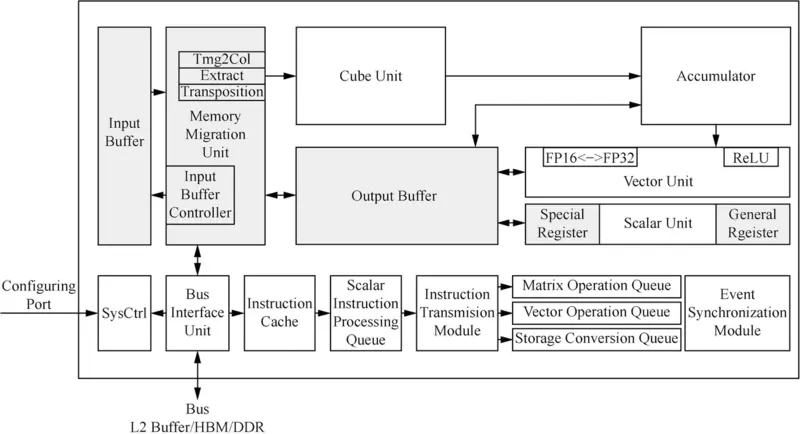 Tmg2Col
Extract
Transposition
Input
Buffer
Memory
Migration
Unit
Input
Buffer
Controller
Cube Unit
Accumulator
Output Buffer
FP16<->FP32
ReLU
Vector Unit
Special
Register
Scalar Unit
General
Rgeister
Configuring
Port
SysCtrl
Bus
Interface
Unit
Instruction
Cache
Scalar
Instruction
Processing
Queue
Instruction
Transmision
Module
Matrix Operation Queue
Vector Operation Queue
Storage Conversion Queue
Event
Synchronization
Module
Bus
L2 Buffer/HBM/DDR